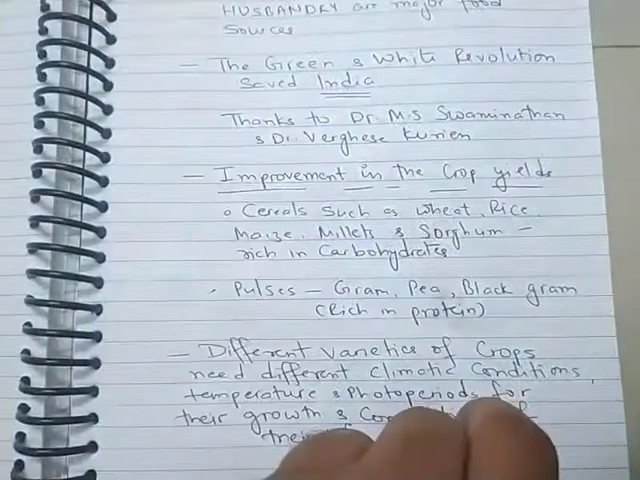 HUSBANDRY are major food
Sources
- The Green & White Revolution
Saved India
Thanks to Dr. M.S Swaminathan
& Dr. Verghese Kurien
- Improvement in the Crop yields
o Cereals such as Wheat, Rice,
Maize, Millets & Sorghum -
rich in Carbohydrates
• Pulses - Gram, Pea, Black gram
(Rich in protein)
- Different varieties of Crops
need different climatic Conditions,
temperature & Photoperiods for
their growth &